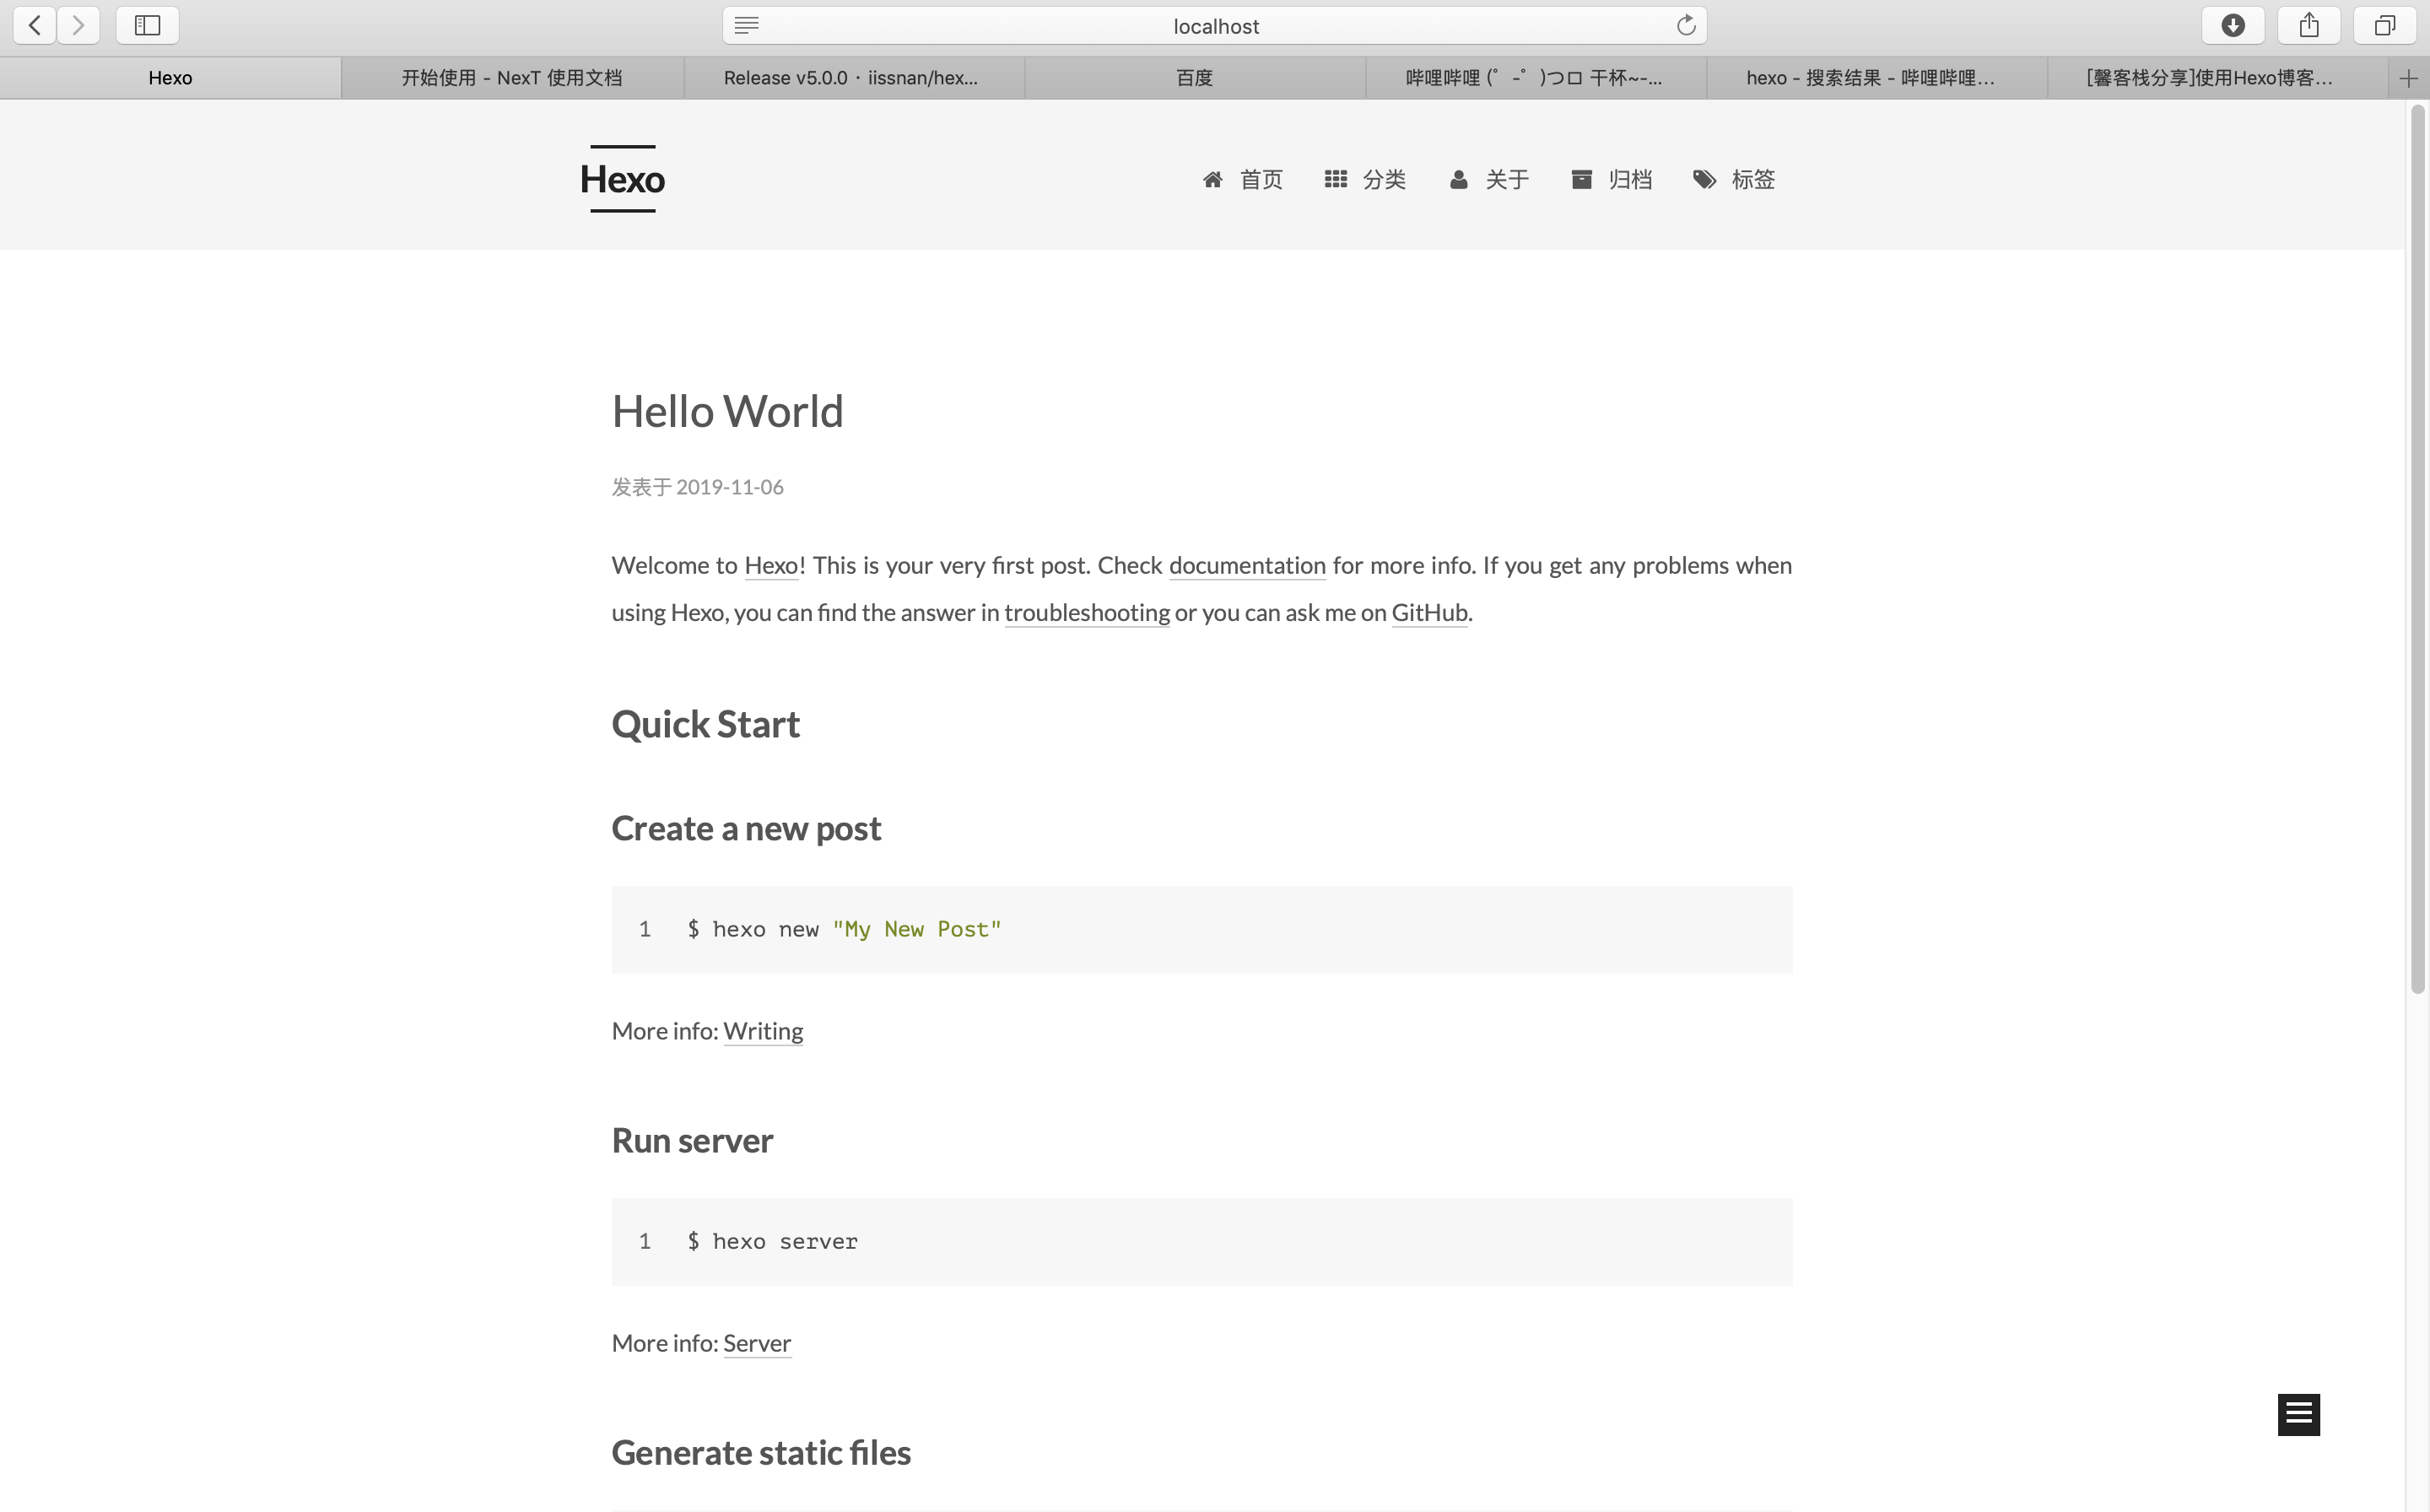 localhost
Hexo
开始使用 - NexT 使用文档
Release v5.0.0 · iissnan/hex...
百度
哔哩哔哩 (゜-゜)つロ 干杯~-...
hexo - 搜索结果 - 哔哩哔哩...
[馨客栈分享]使用Hexo博客...
Hexo
首页
分类
关于
归档
标签
Hello World
发表于 2019-11-06
Welcome to Hexo! This is your very first post. Check documentation for more info. If you get any problems when
using Hexo, you can find the answer in troubleshooting or you can ask me on GitHub.
Quick Start
Create a new post
1 $ hexo new "My New Post"
More info: Writing
Run server
1 $ hexo server
More info: Server
Generate static files